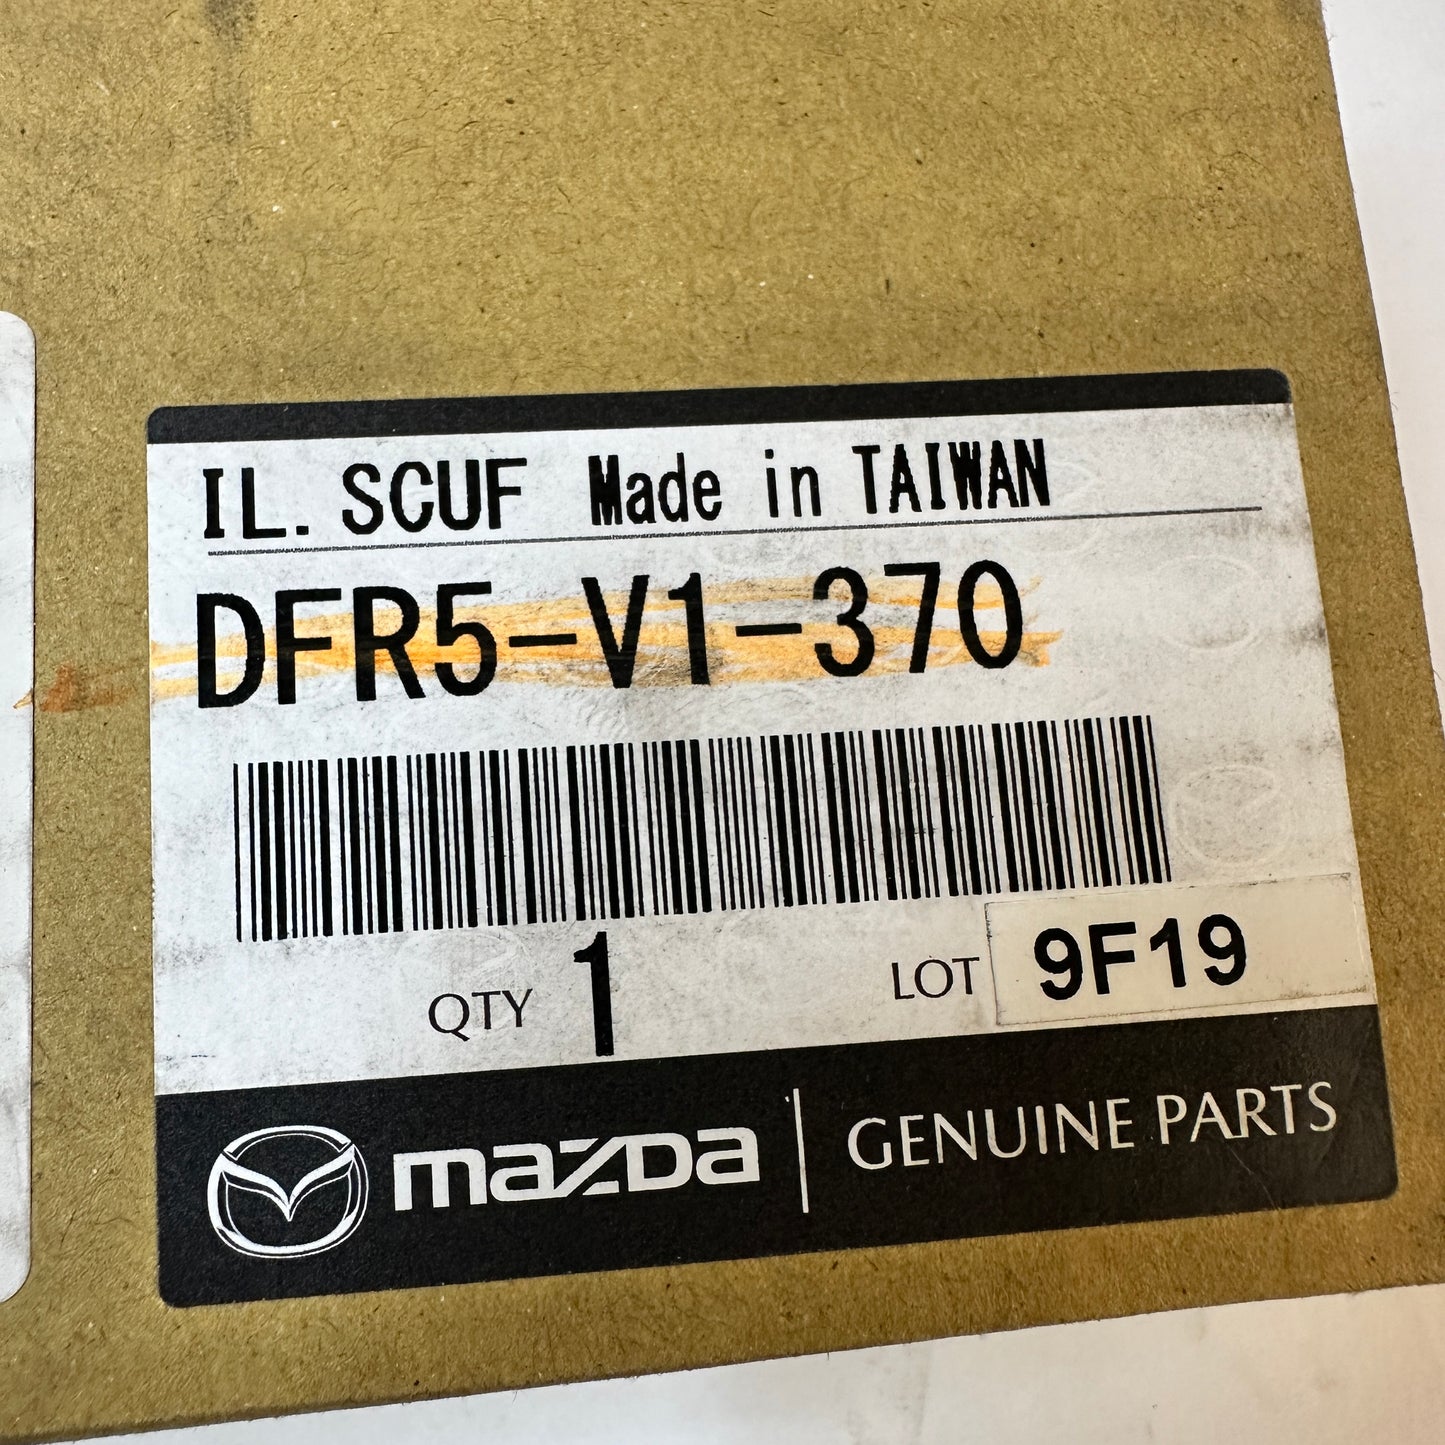 IL. SCUF Made in TAIWAN
DFR5-V1-370
QTY 1 LOT 9F19
mazda GENUINE PARTS